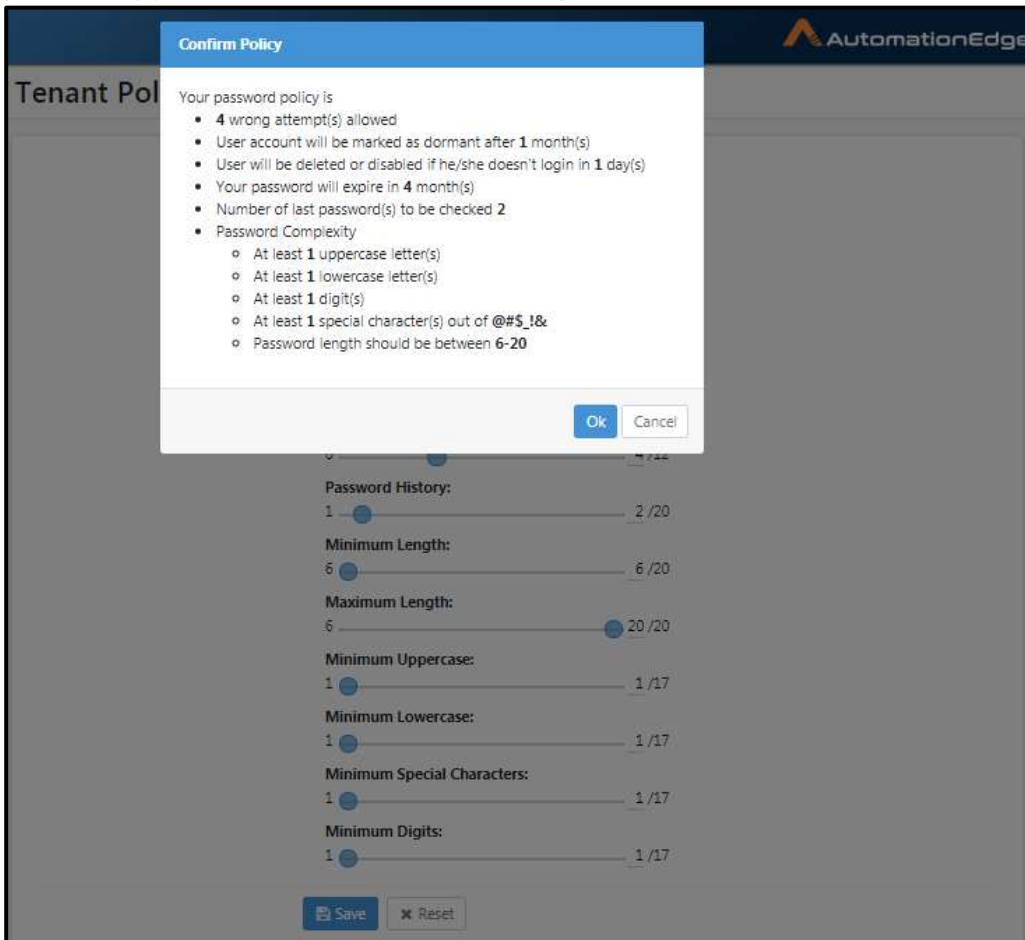 Confirm Policy
AutomationEdge
Tenant Pol
Your password policy is
• 4 wrong attempt(s) allowed
• User account will be marked as dormant after 1 month(s)
• User will be deleted or disabled if he/she doesn't login in 1 day(s)
• Your password will expire in 4 month(s)
• Number of last password(s) to be checked 2
• Password Complexity
o At least 1 uppercase letter(s)
o At least 1 lowercase letter(s)
o At least 1 digit(s)
o At least 1 special character(s) out of @#$_!&
o Password length should be between 6-20
Ok Cancel
4 /12
Password History:
1 2 /20
Minimum Length:
6 6 /20
Maximum Length:
6 20 /20
Minimum Uppercase:
1 1 /17
Minimum Lowercase:
1 1 /17
Minimum Special Characters:
1 1 /17
Minimum Digits:
1 1 /17
Save Reset